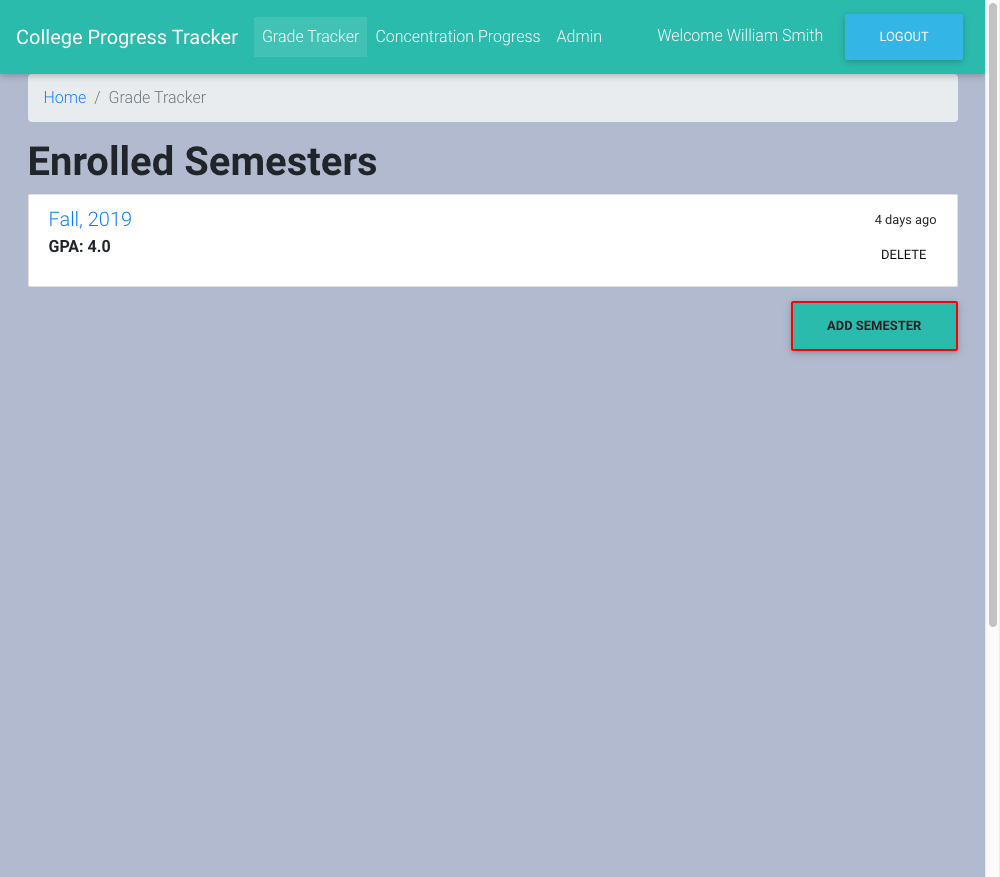 College Progress Tracker Grade Tracker Concentration Progress Admin Welcome William Smith LOGOUT
Home / Grade Tracker
Enrolled Semesters
Fall, 2019 4 days ago
GPA: 4.0
DELETE
ADD SEMESTER